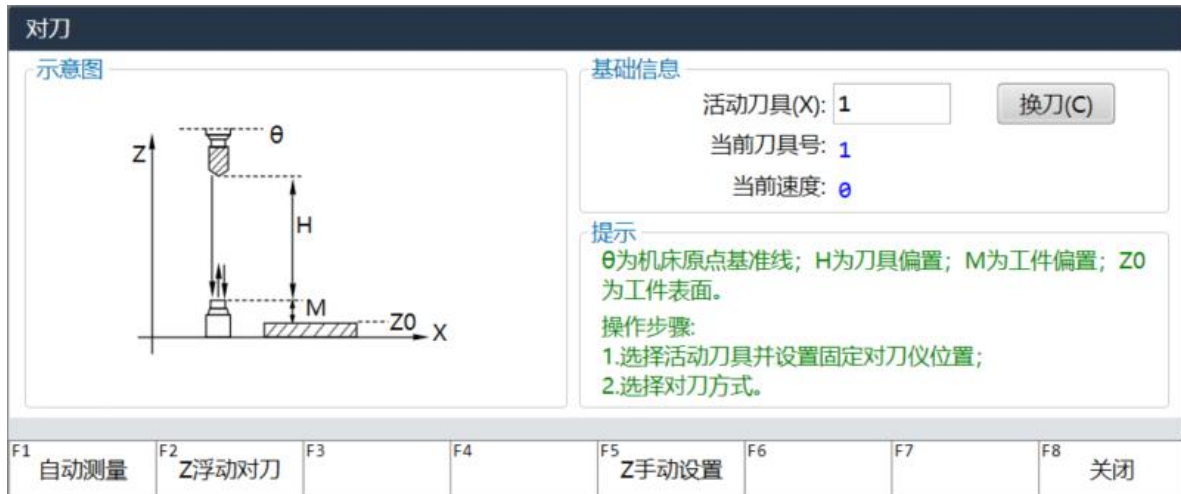 对刀
示意图
θ
Z
H
M
Z0
X
基础信息
活动刀具(X): 1 换刀(C)
当前刀具号: 1
当前速度: 0
提示
θ为机床原点基准线；H为刀具偏置；M为工件偏置；Z0
为工件表面。
操作步骤:
1.选择活动刀具并设置固定对刀仪位置；
2.选择对刀方式。
F1 自动测量 F2 Z浮动对刀 F3 F4 F5 Z手动设置 F6 F7 F8 关闭